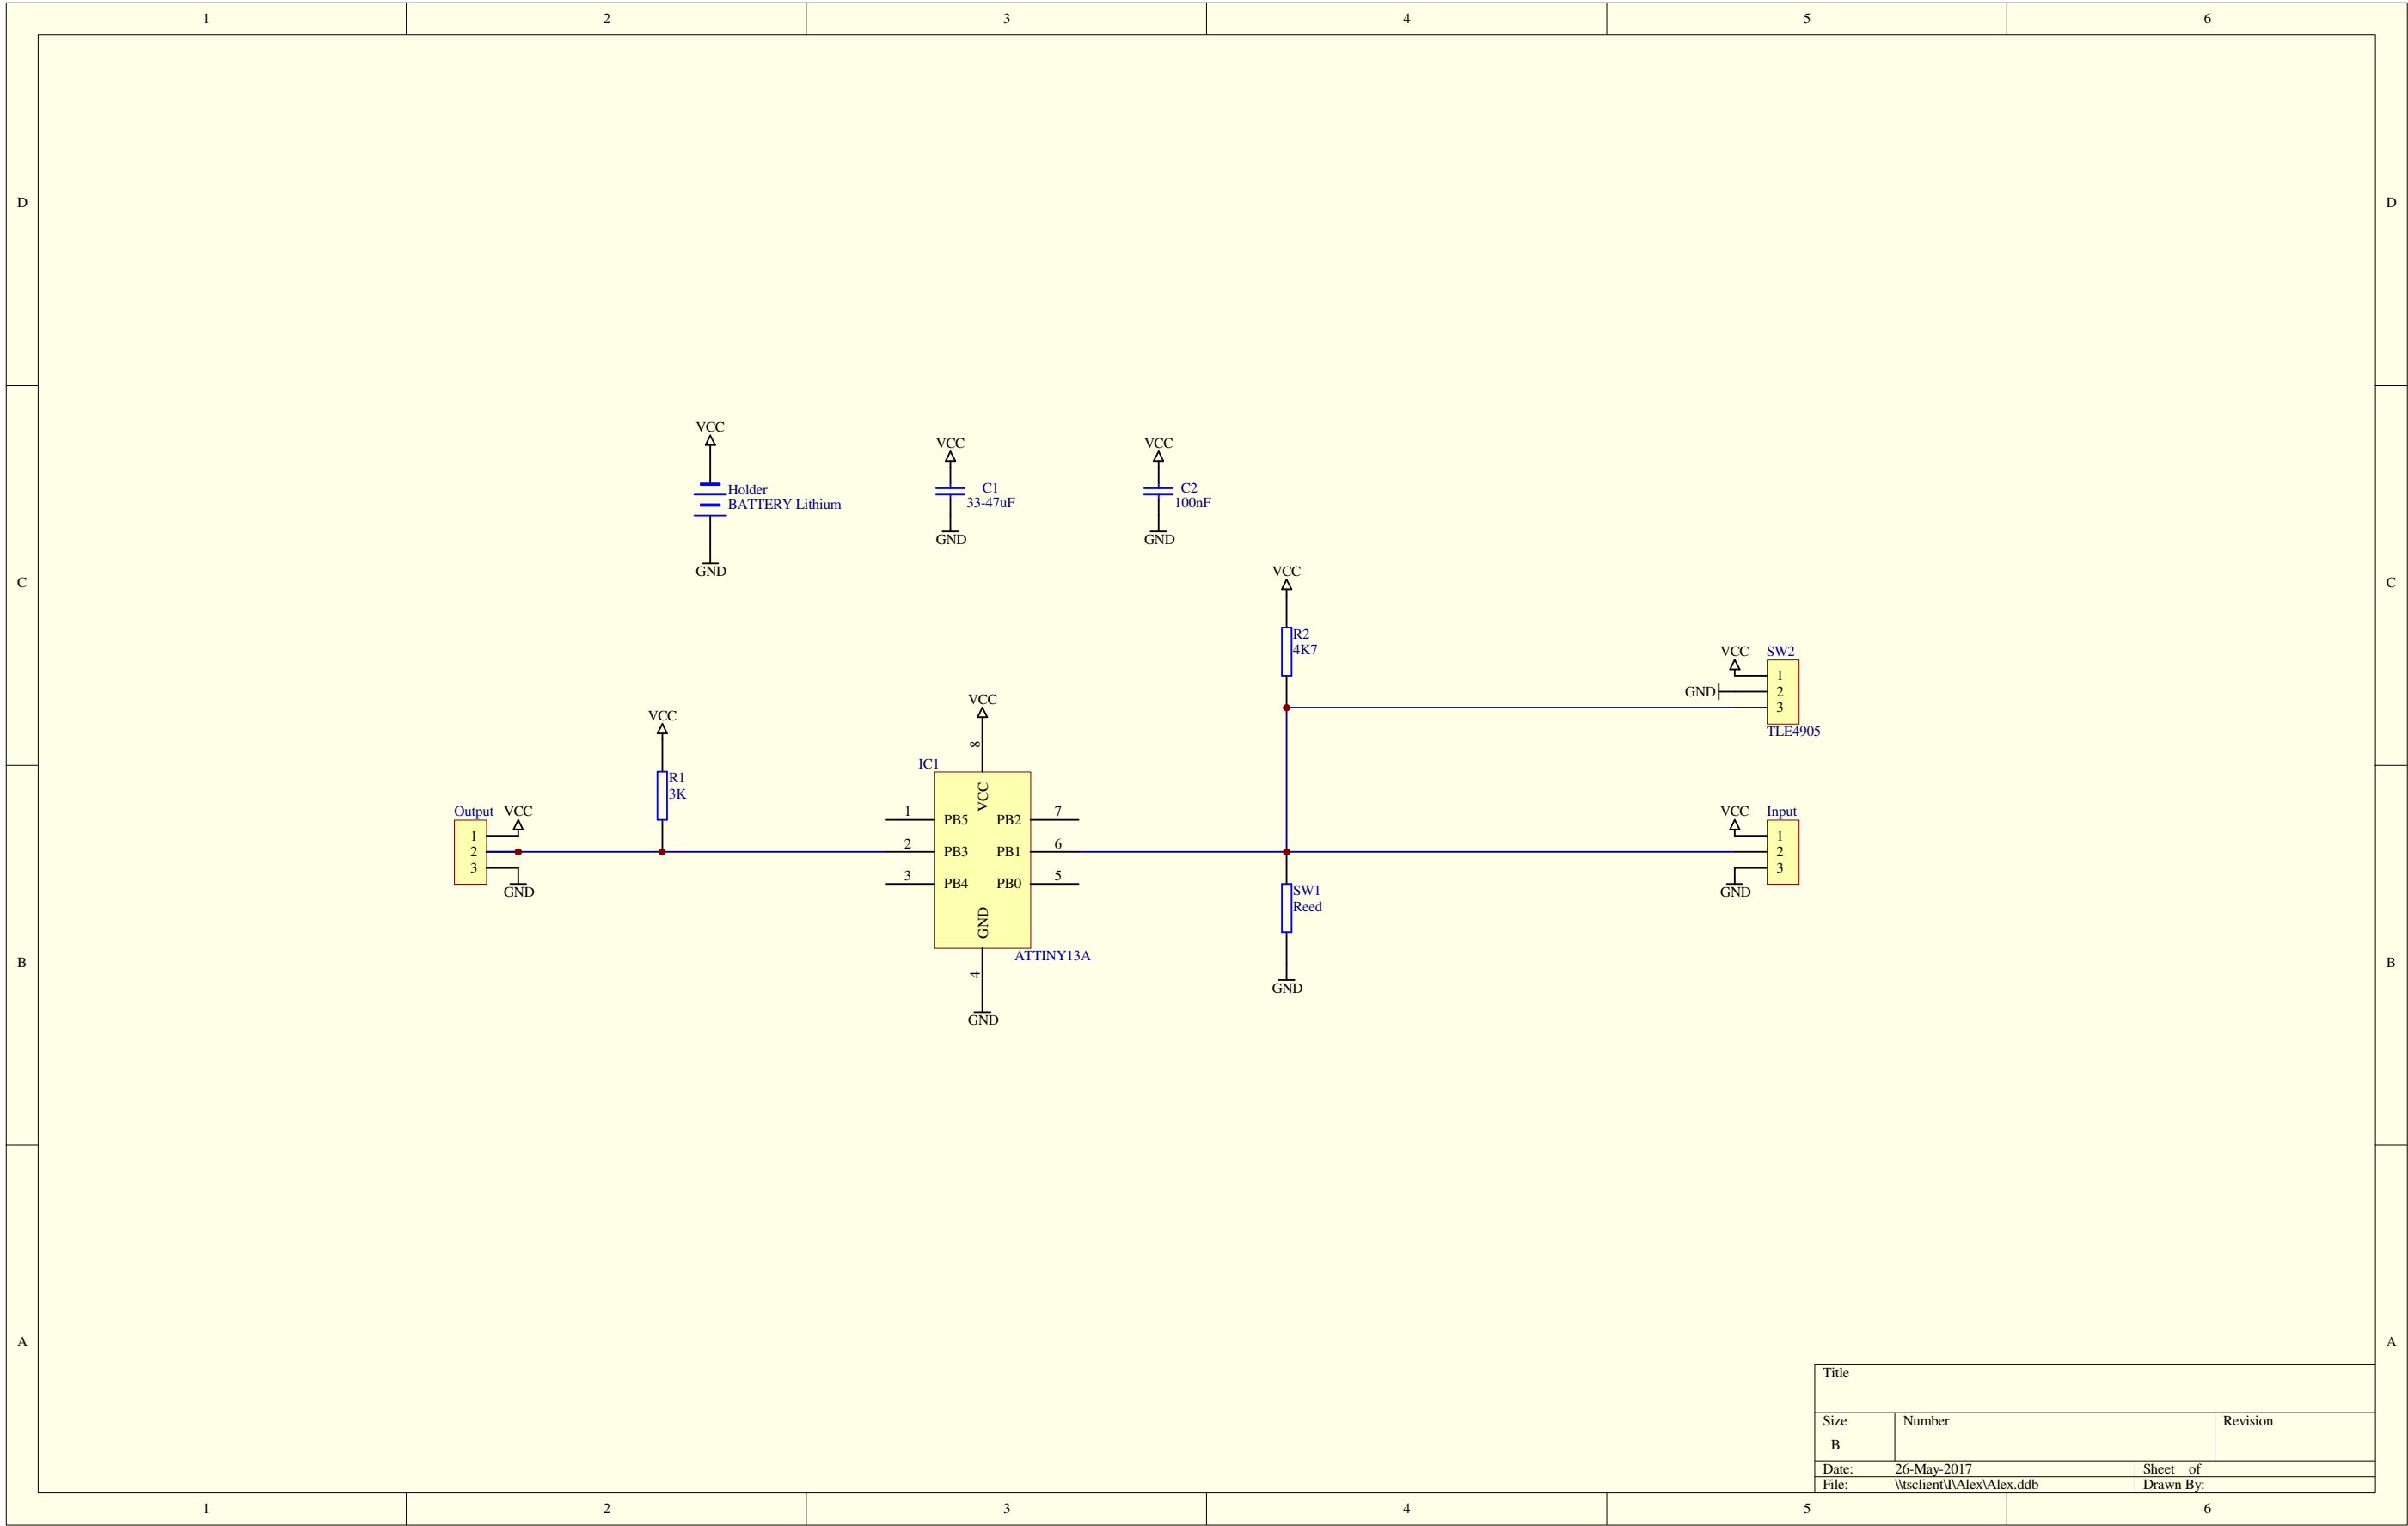 1 2 3 4 5 6
D D
VCC
Holder
BATTERY Lithium
GND
VCC
C1
33-47uF
GND
VCC
C2
100nF
GND
C C
VCC
R2
4K7
VCC SW2
1
GND 2
3
TLE4905
VCC
R1
3K
Output VCC
1
2
3
GND
VCC
8
IC1
VCC
1 PB5 PB2 7
2 PB3 PB1 6
3 PB4 PB0 5
GND
ATTINY13A
4
GND
SW1
Reed
GND
VCC Input
1
2
3
GND
B B
A A
Title
Size Number Revision
B
Date: 26-May-2017 Sheet of
File: \\tsclient\I\Alex\Alex.ddb Drawn By:
1 2 3 4 5 6